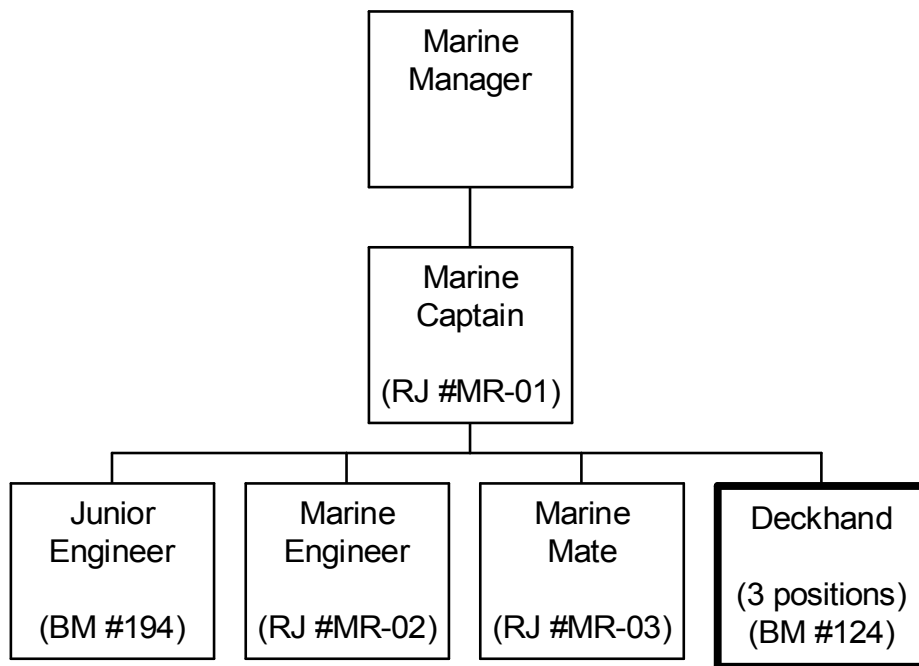 Marine
Manager
Marine
Captain
(RJ #MR-01)
Junior
Engineer
(BM #194)
Marine
Engineer
(RJ #MR-02)
Marine
Mate
(RJ #MR-03)
Deckhand
(3 positions)
(BM #124)